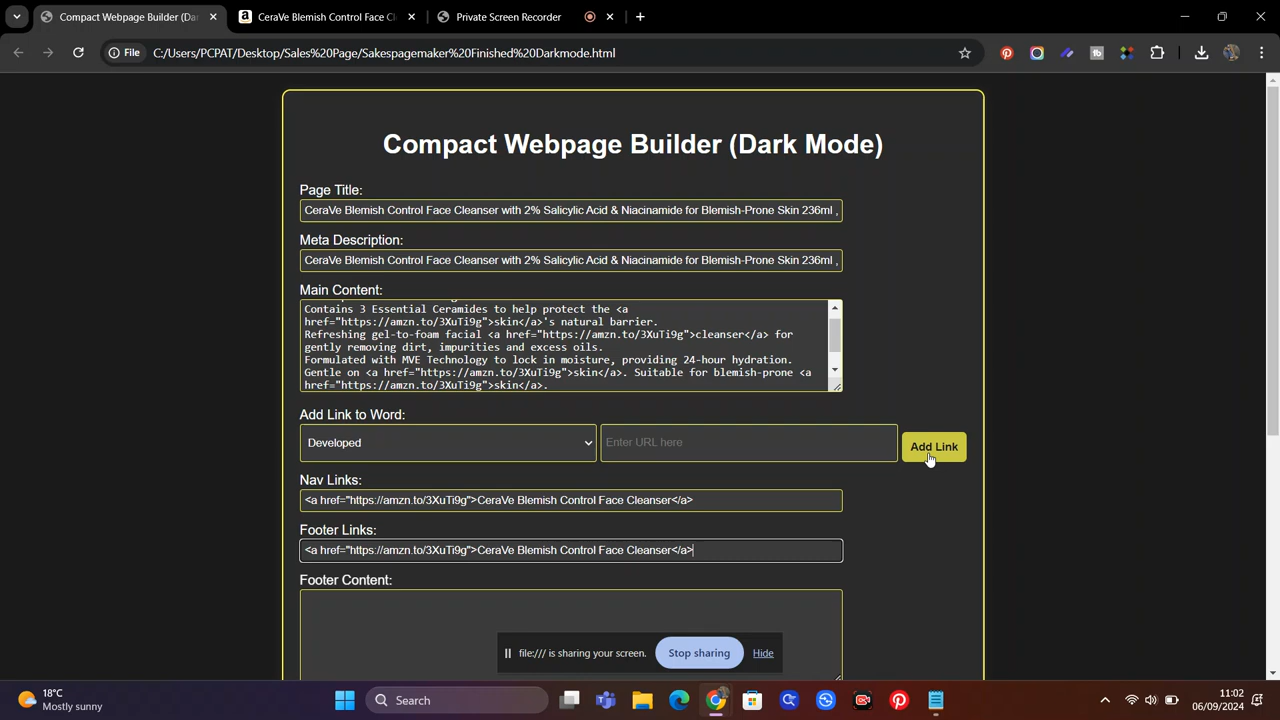 Compact Webpage Builder (Da
CeraVe Blemish Control Face Cl
Private Screen Recorder
File
C:/Users/PCPAT/Desktop/Sales%20Page/Sakespagemaker%20Finished%20Darkmode.html
Compact Webpage Builder (Dark Mode)
Page Title:
CeraVe Blemish Control Face Cleanser with 2% Salicylic Acid & Niacinamide for Blemish-Prone Skin 236ml ,
Meta Description:
CeraVe Blemish Control Face Cleanser with 2% Salicylic Acid & Niacinamide for Blemish-Prone Skin 236ml ,
Main Content:
Contains 3 Essential Ceramides to help protect the <a
href="https://amzn.to/3XuTi9g">skin</a>'s natural barrier.
Refreshing gel-to-foam facial <a href="https://amzn.to/3XuTi9g">cleanser</a> for
gently removing dirt, impurities and excess oils.
Formulated with MVE Technology to lock in moisture, providing 24-hour hydration.
Gentle on <a href="https://amzn.to/3XuTi9g">skin</a>. Suitable for blemish-prone <a
href="https://amzn.to/3XuTi9g">skin</a>.
Add Link to Word:
Developed
Enter URL here
Add Link
Nav Links:
<a href="https://amzn.to/3XuTi9g">CeraVe Blemish Control Face Cleanser</a>
Footer Links:
<a href="https://amzn.to/3XuTi9g">CeraVe Blemish Control Face Cleanser</a>
Footer Content:
file:/// is sharing your screen.
Stop sharing
Hide
18°C
Mostly sunny
Search
11:02
06/09/2024